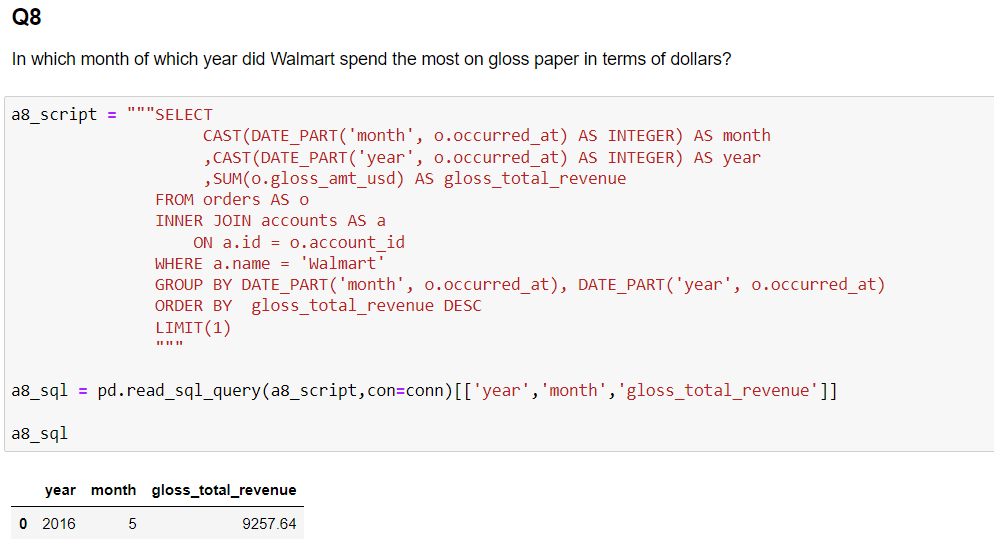 Q8
In which month of which year did Walmart spend the most on gloss paper in terms of dollars?
a8_script = """SELECT
CAST(DATE_PART('month', o.occurred_at) AS INTEGER) AS month
,CAST(DATE_PART('year', o.occurred_at) AS INTEGER) AS year
,SUM(o.gloss_amt_usd) AS gloss_total_revenue
FROM orders AS o
INNER JOIN accounts AS a
ON a.id = o.account_id
WHERE a.name = 'Walmart'
GROUP BY DATE_PART('month', o.occurred_at), DATE_PART('year', o.occurred_at)
ORDER BY  gloss_total_revenue DESC
LIMIT(1)
"""
a8_sql = pd.read_sql_query(a8_script,con=conn)[['year','month','gloss_total_revenue']]
a8_sql
year month gloss_total_revenue
0 2016 5 9257.64